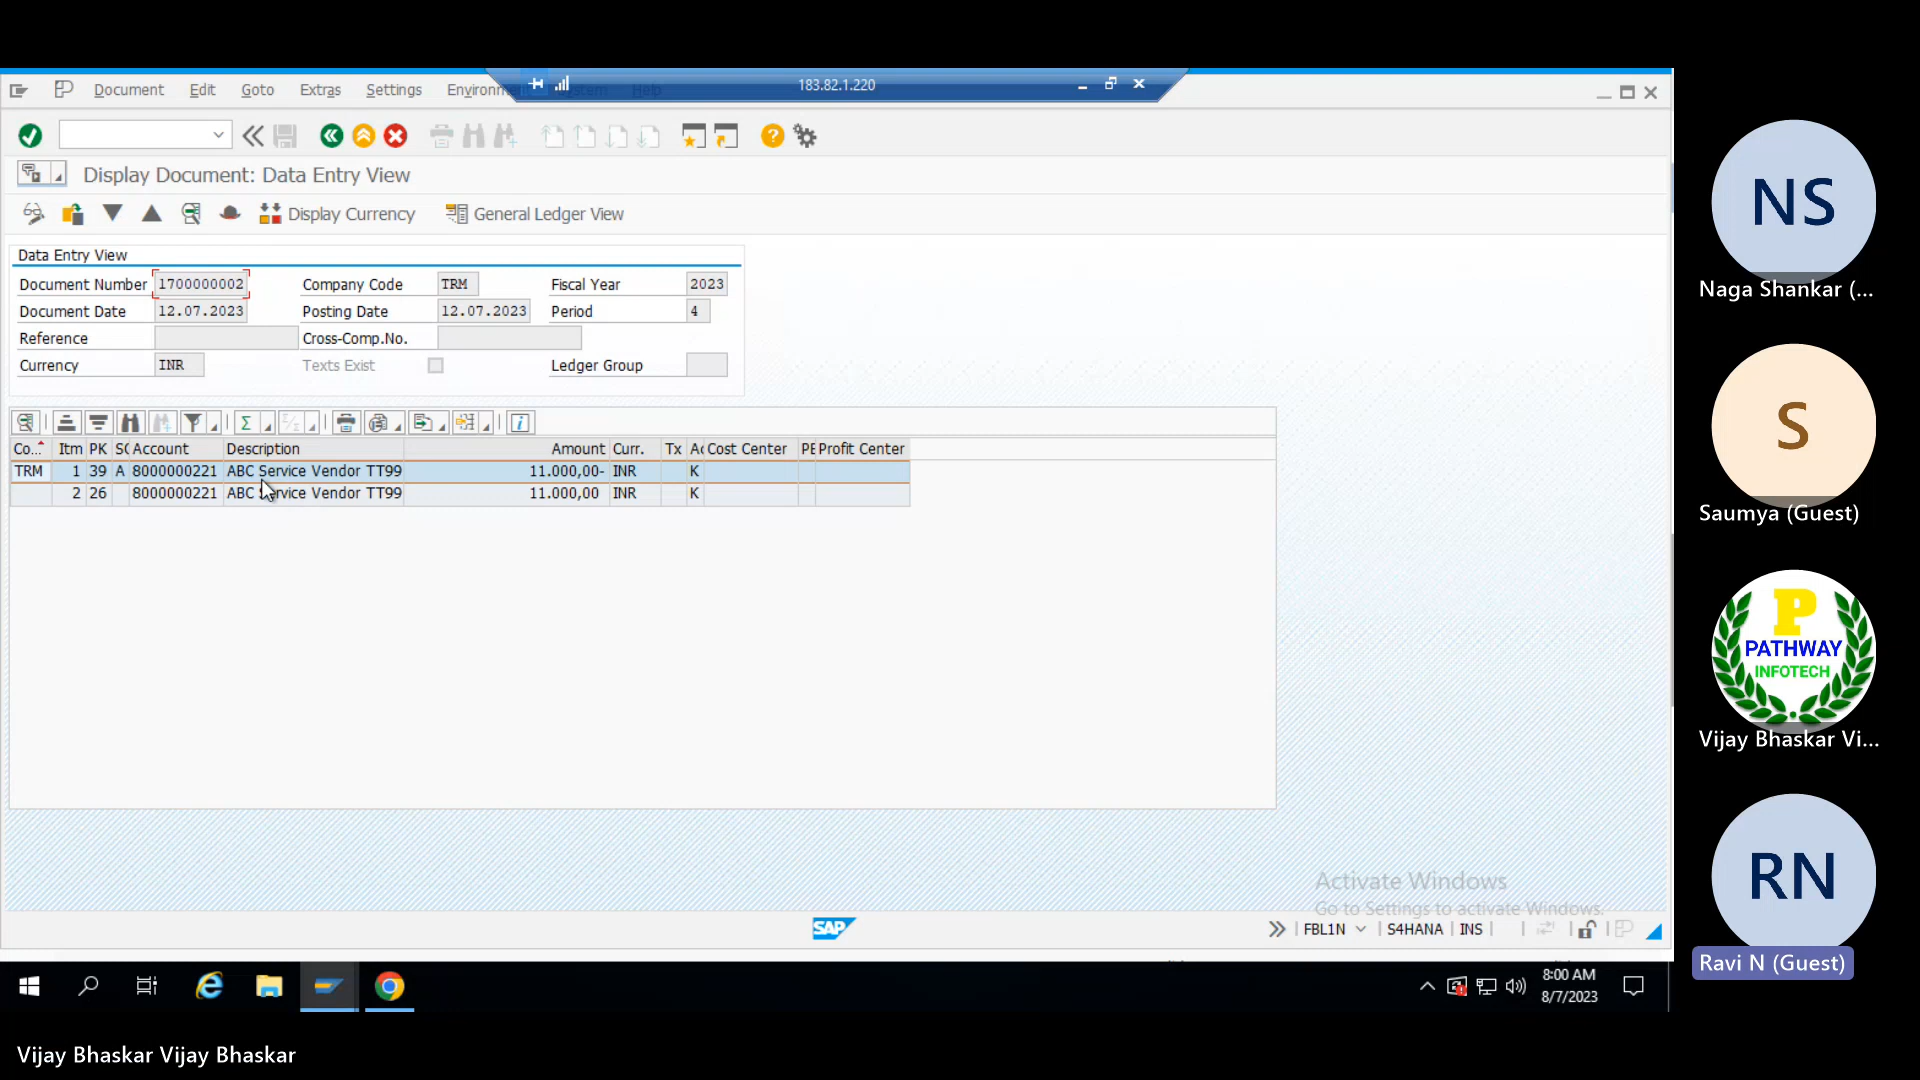 Document Edit Goto Extras Settings
183.82.1.220
Display Document: Data Entry View
Display Currency General Ledger View
Data Entry View
Document Number 1700000002 Company Code TRM Fiscal Year 2023
Document Date 12.07.2023 Posting Date 12.07.2023 Period 4
Reference Cross-Comp.No.
Currency INR Texts Exist Ledger Group
Co... Itm PK Account Description Amount Curr. Tx Cost Center Profit Center
TRM 1 39 A 8000000221 ABC Service Vendor TT99 11.000,00- INR K
2 26 8000000221 ABC Service Vendor TT99 11.000,00 INR K
Activate Windows
Go to Settings to activate Windows.
SAP
FBL1N S4HANA INS
8:00 AM
8/7/2023
NS
Naga Shankar (...
S
Saumya (Guest)
P
PATHWAY
INFOTECH
Vijay Bhaskar Vi...
RN
Ravi N (Guest)
Vijay Bhaskar Vijay Bhaskar